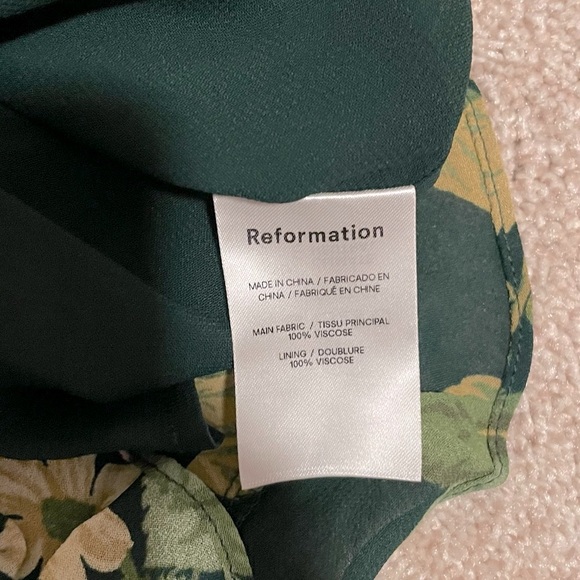 Reformation
MADE IN CHINA / FABRICADO EN
CHINA / FABRIQUÉ EN CHINE
MAIN FABRIC / TISSU PRINCIPAL
100% VISCOSE
LINING / DOUBLURE
100% VISCOSE